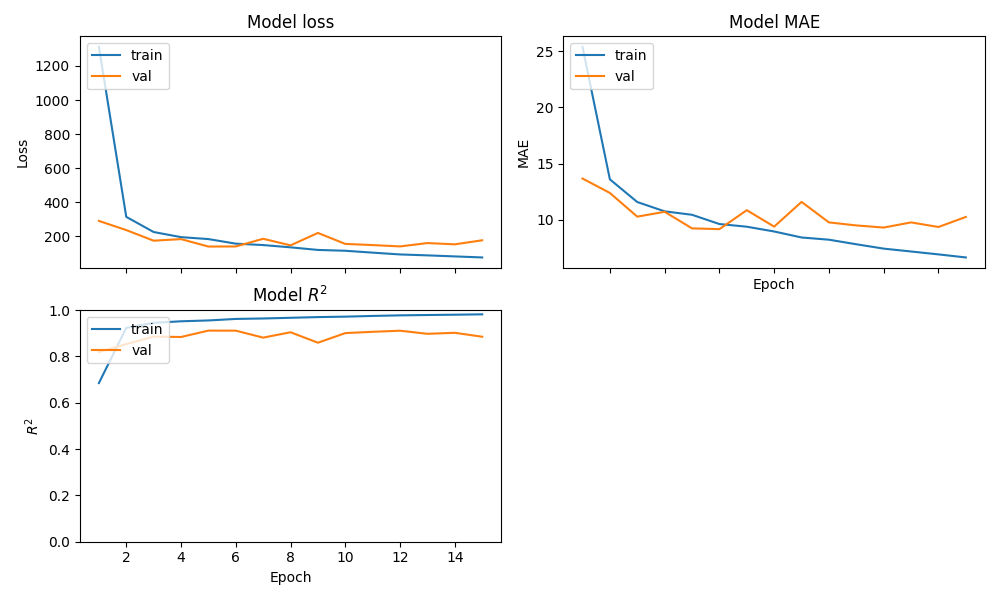 Model loss
1200
1000
800
600
400
200
Loss
train
val
Model MAE
25
20
15
10
MAE
train
val
Epoch
Model R²
1.0
0.8
0.6
0.4
0.2
0.0
R²
train
val
2 4 6 8 10 12 14
Epoch